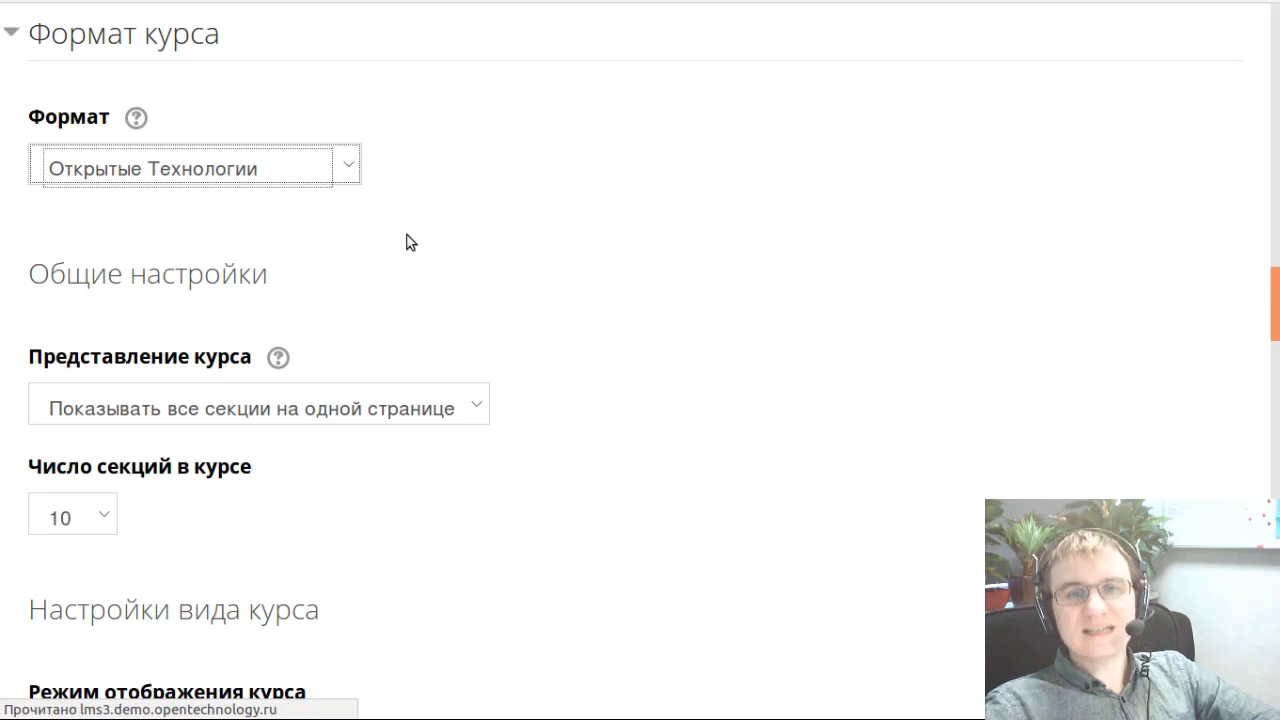 Формат курса
Формат
Открытые Технологии
Общие настройки
Представление курса
Показывать все секции на одной странице
Число секций в курсе
10
Настройки вида курса
Режим отображения курса
Прочитано lms3.demo.opentechnology.ru